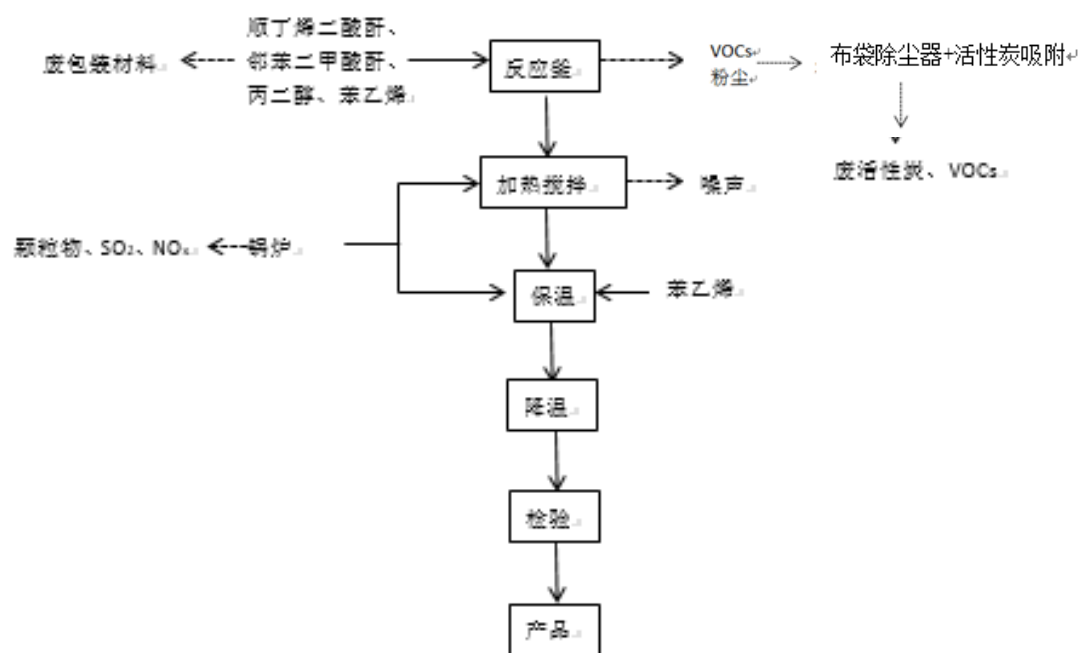 顺丁烯二酸酐、
邻苯二甲酸酐、
丙二醇、苯乙烯
废包装材料
反应釜
VOCs
粉尘
布袋除尘器+活性炭吸附
废活性炭、VOCs
加热搅拌
噪声
颗粒物、SO₂、NOₓ
锅炉
保温
苯乙烯
降温
检验
产品